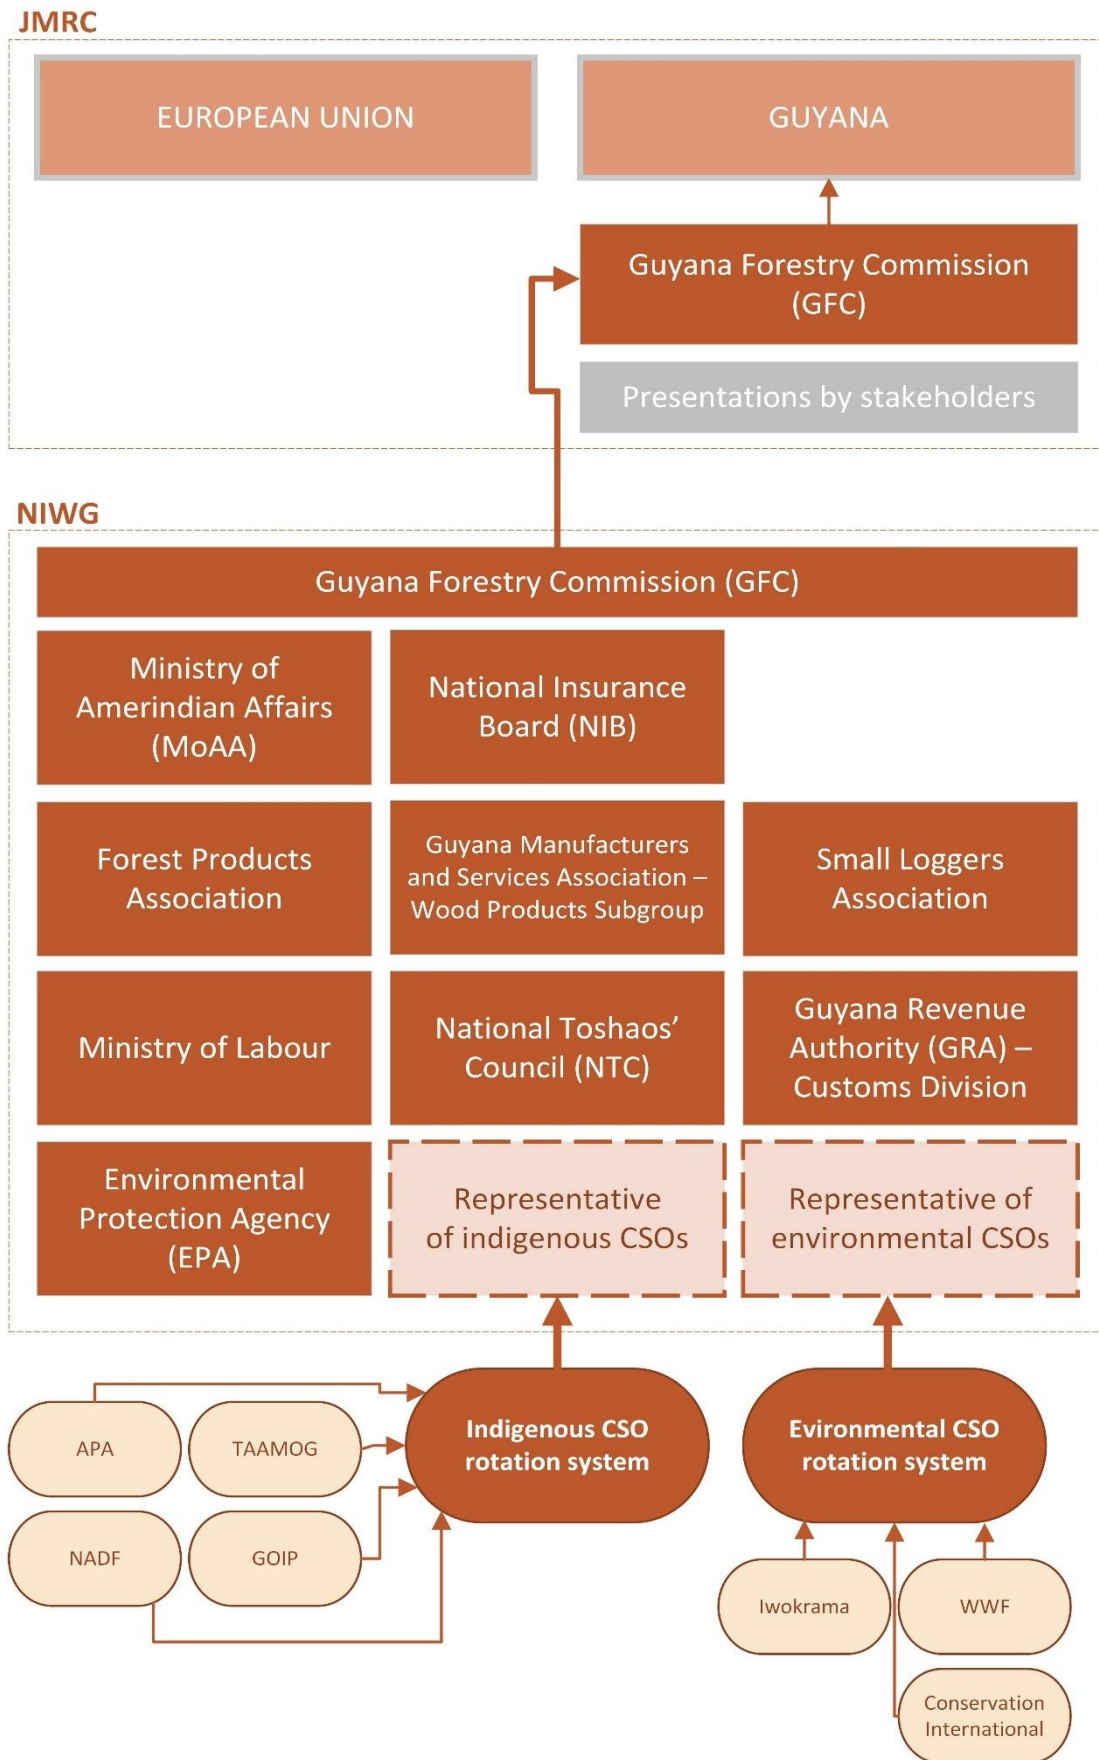 JMRC
EUROPEAN UNION
GUYANA
Guyana Forestry Commission
(GFC)
Presentations by stakeholders
NIWG
Guyana Forestry Commission (GFC)
Ministry of
Amerindian Affairs
(MoAA)
National Insurance
Board (NIB)
Forest Products
Association
Guyana Manufacturers
and Services Association –
Wood Products Subgroup
Small Loggers
Association
Ministry of Labour
National Toshaos’
Council (NTC)
Guyana Revenue
Authority (GRA) –
Customs Division
Environmental
Protection Agency
(EPA)
Representative
of indigenous CSOs
Representative of
environmental CSOs
APA
TAAMOG
Indigenous CSO
rotation system
Evironmental CSO
rotation system
NADF
GOIP
Iwokrama
WWF
Conservation
International